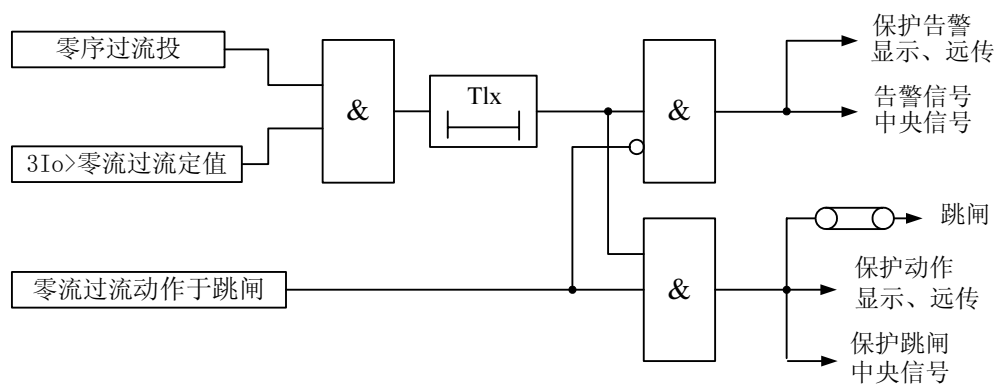 零序过流投
3Io>零流过流定值
零流过流动作于跳闸
&
Tlx
&
&
保护告警
显示、远传
告警信号
中央信号
跳闸
保护动作
显示、远传
保护跳闸
中央信号